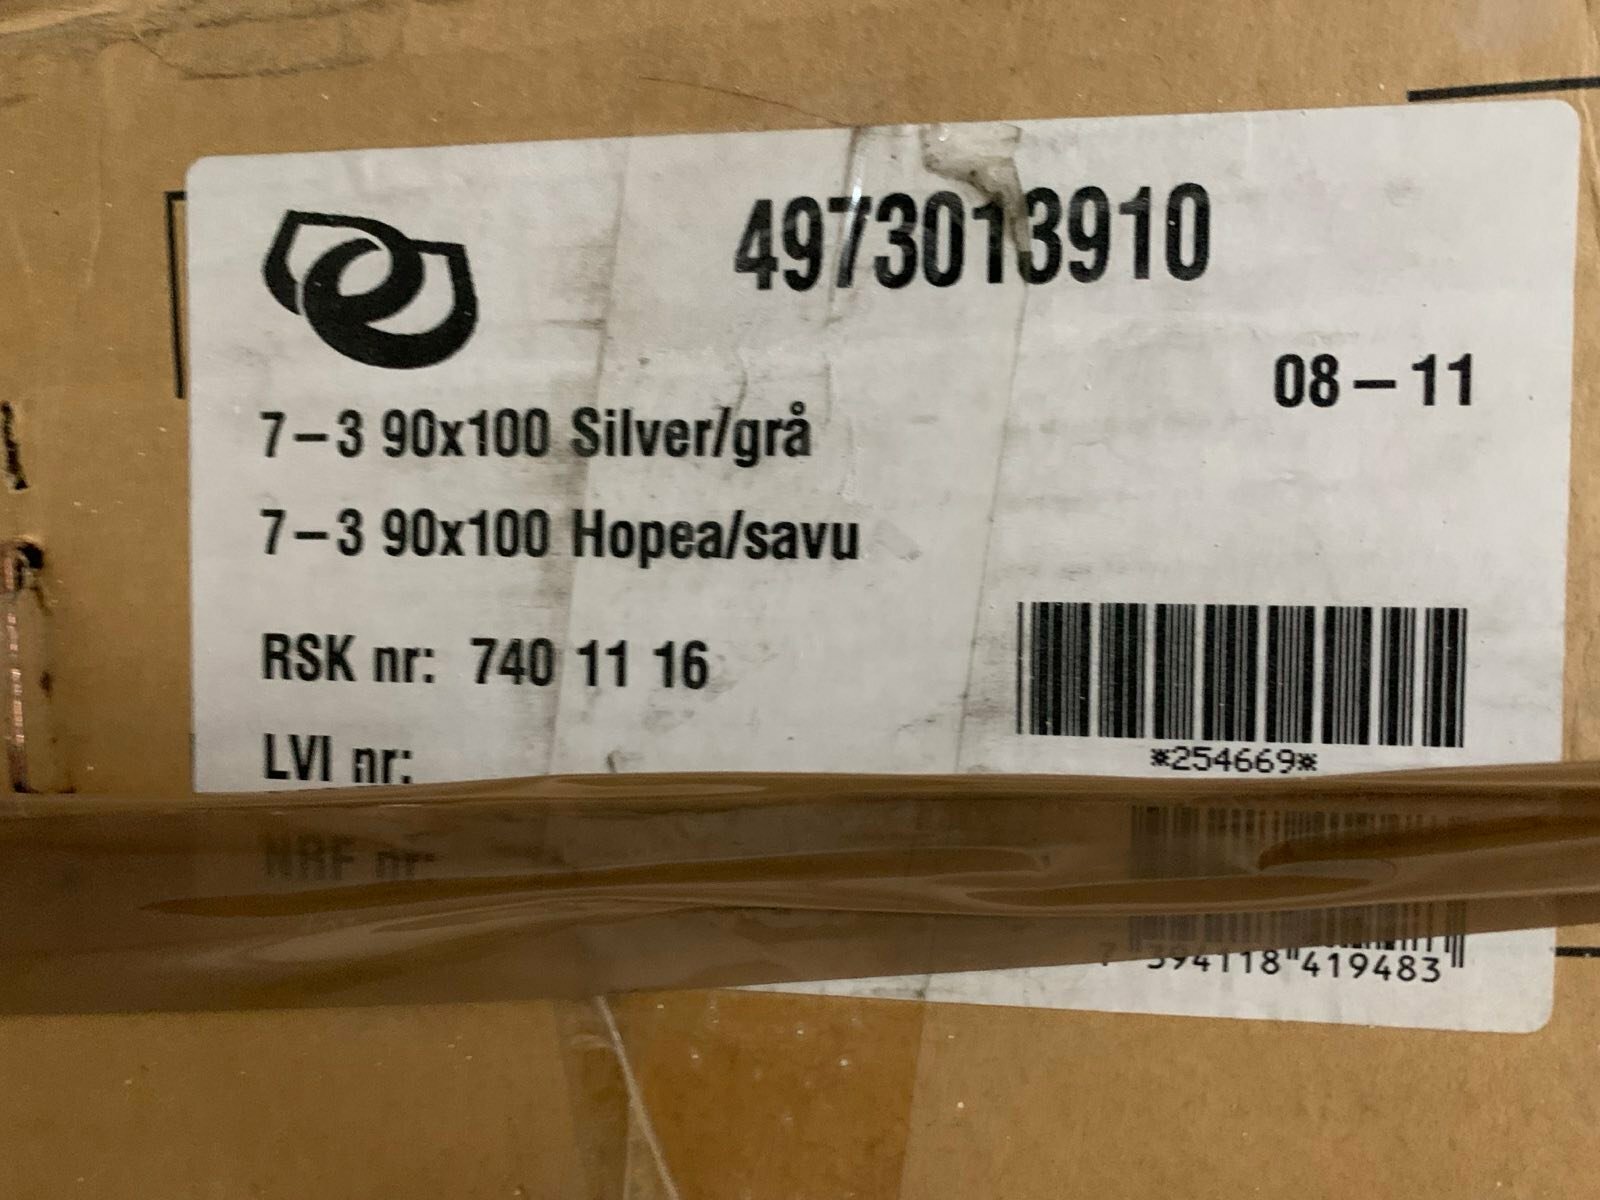 4973013910
08-11
7-3 90x100 Silver/grå
7-3 90x100 Hopea/savu
RSK nr: 740 11 16
LVI nr:
*254669*
NRF nr:
7 394118 419483